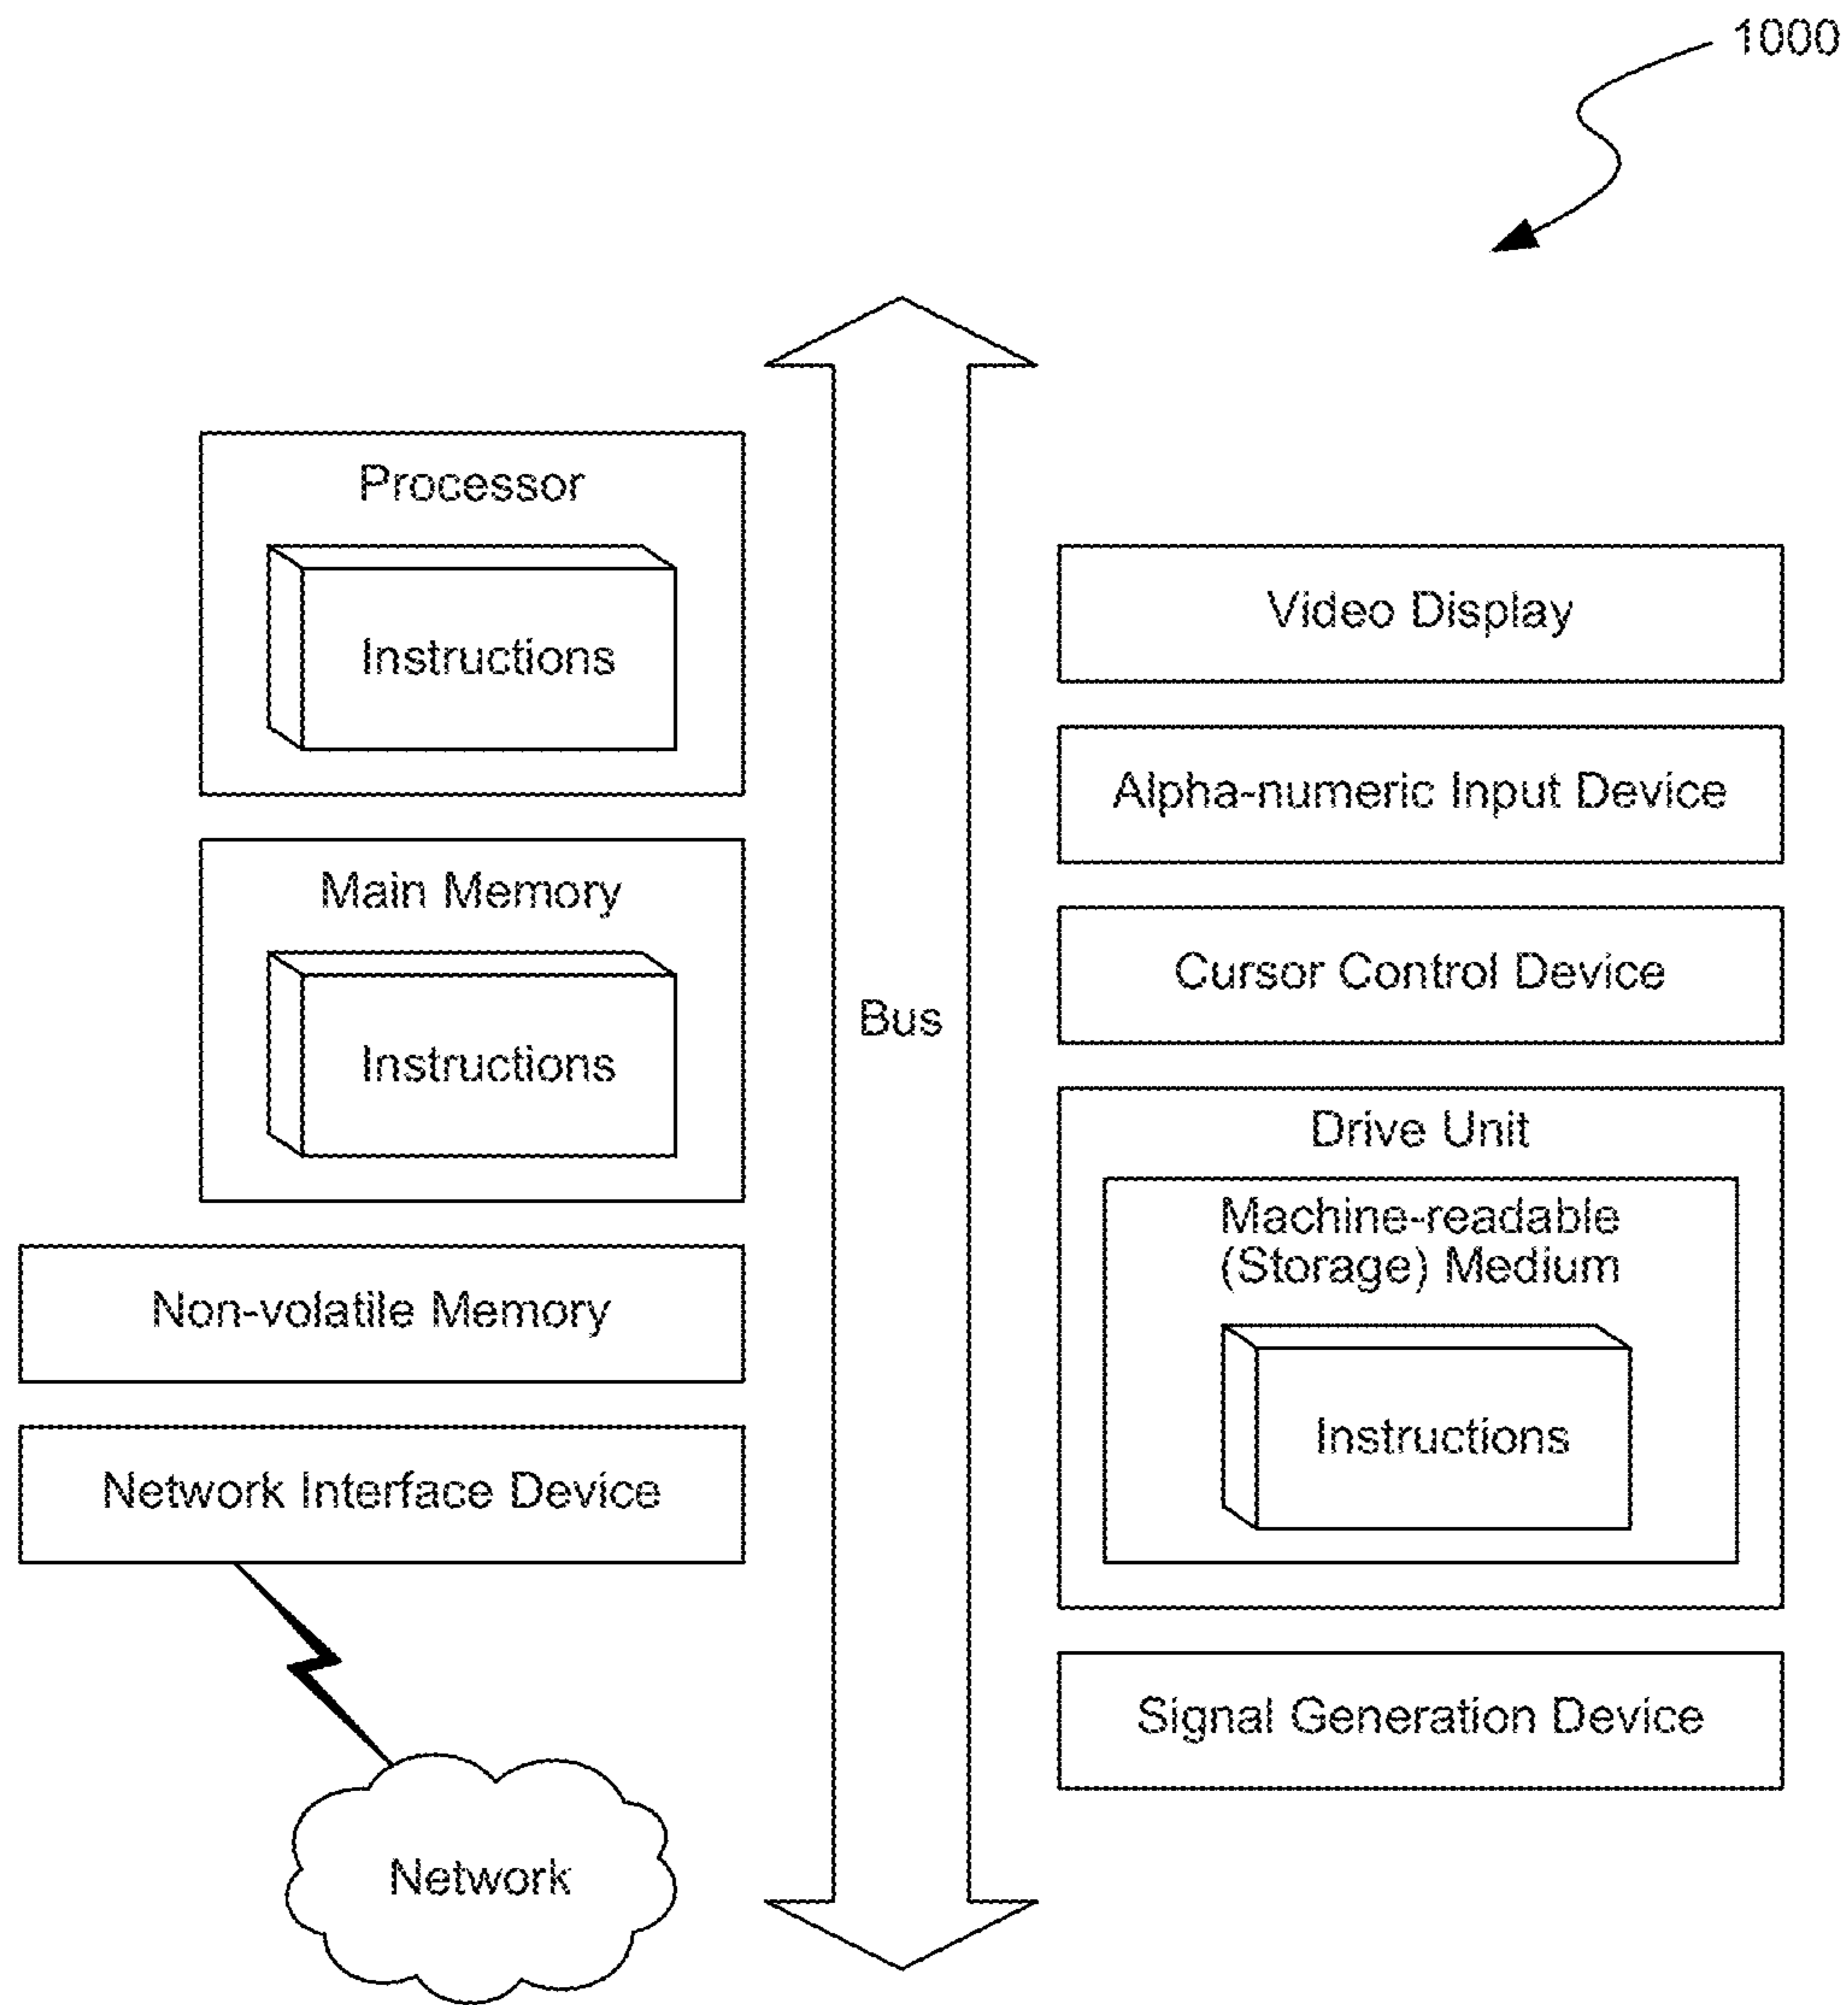 1000
Processor
Instructions
Main Memory
Instructions
Non-volatile Memory
Network Interface Device
Network
Bus
Video Display
Alpha-numeric Input Device
Cursor Control Device
Drive Unit
Machine-readable
(Storage) Medium
Instructions
Signal Generation Device